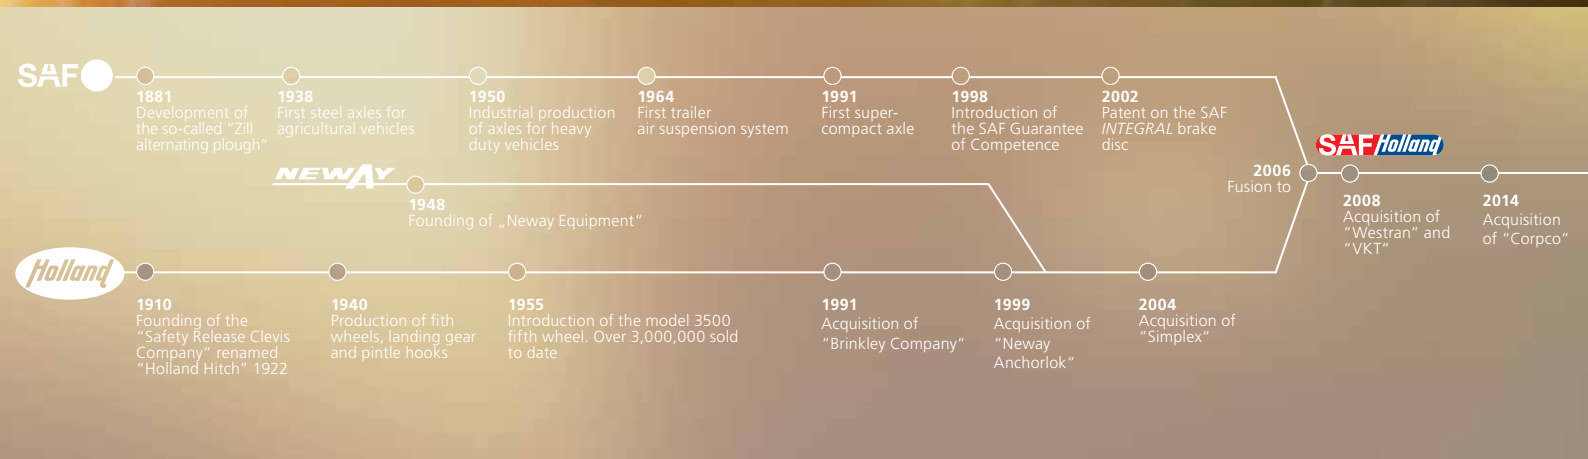 SAF
1881
Development of
the so-called “Zill
alternating plough”
1938
First steel axles for
agricultural vehicles
1950
Industrial production
of axles for heavy
duty vehicles
1964
First trailer
air suspension system
1991
First super-
compact axle
1998
Introduction of
the SAF Guarantee
of Competence
2002
Patent on the SAF
INTEGRAL brake
disc
NEWAY
1948
Founding of „Neway Equipment“
2006
Fusion to
SAF Holland
2008
Acquisition of
“Westran” and
“VKT”
2014
Acquisition
of “Corpco”
Holland
1910
Founding of the
“Safety Release Clevis
Company” renamed
“Holland Hitch” 1922
1940
Production of fith
wheels, landing gear
and pintle hooks
1955
Introduction of the model 3500
fifth wheel. Over 3,000,000 sold
to date
1991
Acquisition of
“Brinkley Company“
1999
Acquisition of
“Neway
Anchorlok“
2004
Acquisition of
“Simplex“